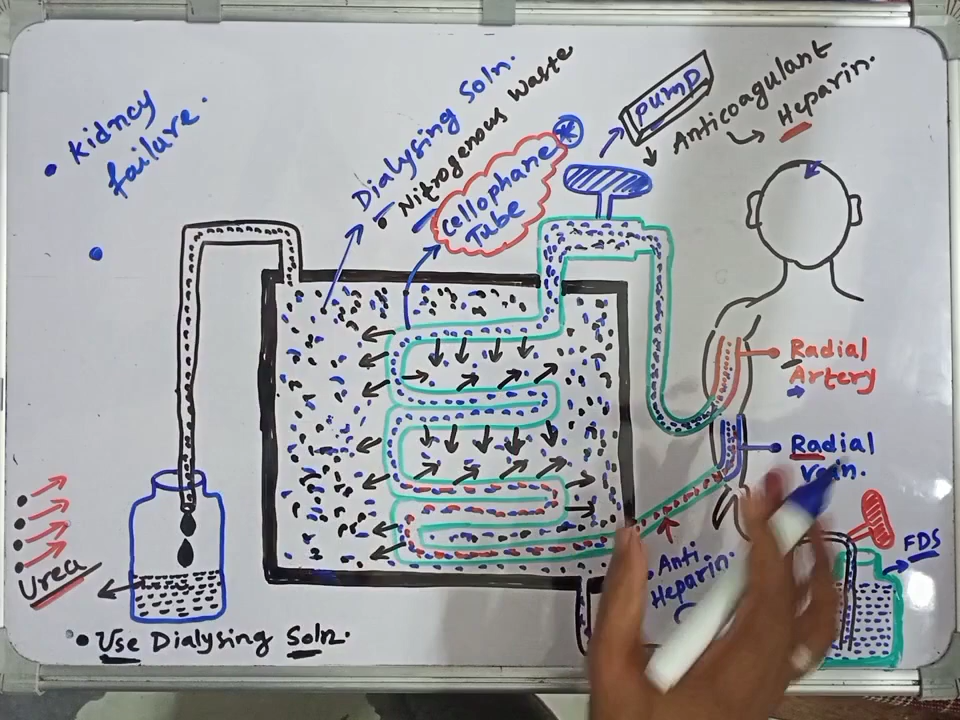 • Kidney
failure.
Dialysing Soln.
• Nitrogenous Waste
Cellophane
Tube
pump
Anticoagulant
Heparin.
Radial
Artery
Radial
vein.
FDS
Anti
Heparin.
Urea
• Use Dialysing Soln.